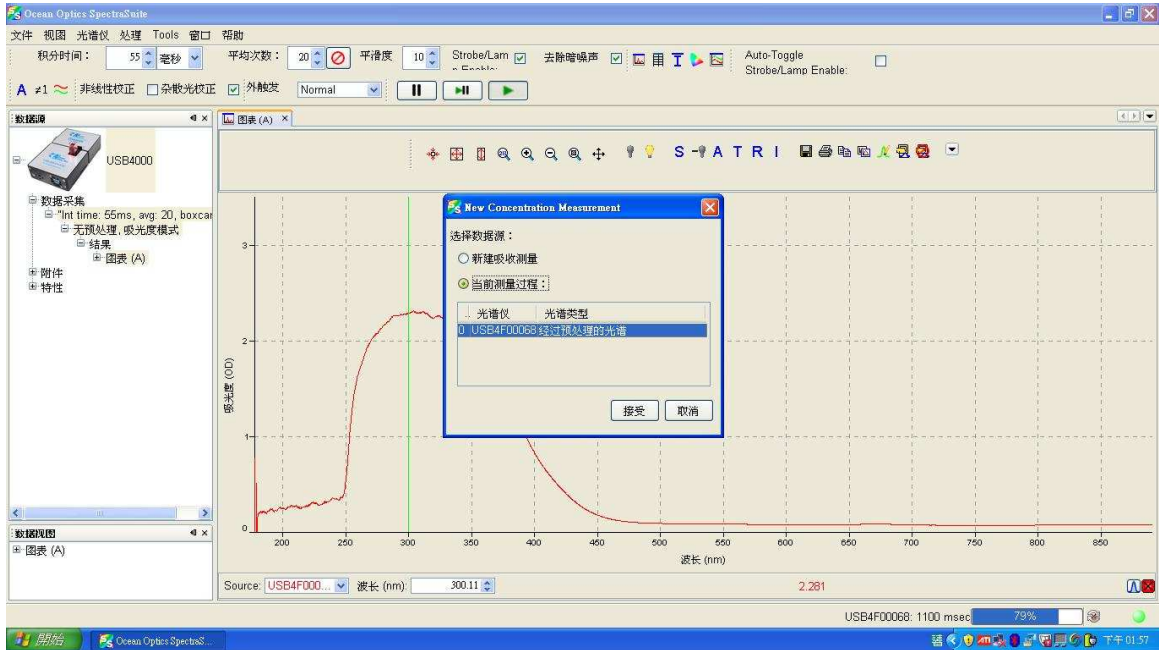 Ocean Optics SpectraSuite
文件 视图 光谱仪 处理 Tools 窗口 帮助
积分时间： 55 毫秒 平均次数： 20 平滑度 10 Strobe/Lam 去除暗噪声 Auto-Toggle
Strobe/Lamp Enable:
A ≠1 非线性校正 杂散光校正 外触发 Normal
数据源
图表 (A)
USB4000
S A T R I
数据采集
"Int time: 55ms, avg: 20, boxcar
无预处理, 吸光度模式
结果
图表 (A)
附件
特性
New Concentration Measurement
选择数据源：
新建吸收测量
当前测量过程：
.. 光谱仪 光谱类型
0 USB4F00068 经过预处理的光谱
接受 取消
3
2
1
0
吸光度 (OD)
200 250 300 350 400 450 500 550 600 650 700 750 800 850
波长 (nm)
数据视图
图表 (A)
Source: USB4F000... 波长 (nm): 300.11 2.281
USB4F00068: 1100 msec 79%
開始 Ocean Optics SpectraS... 下午 01:57